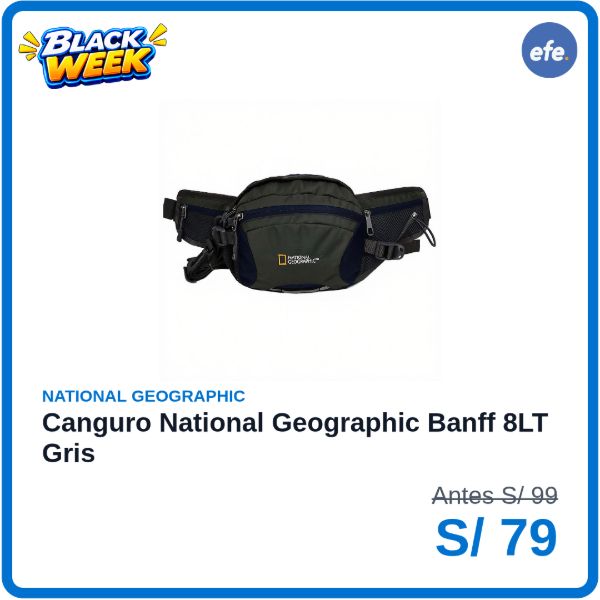 BLACK
WEEK
efe.
NATIONAL
GEOGRAPHIC
NATIONAL GEOGRAPHIC
Canguro National Geographic Banff 8LT
Gris
Antes S/ 99
S/ 79